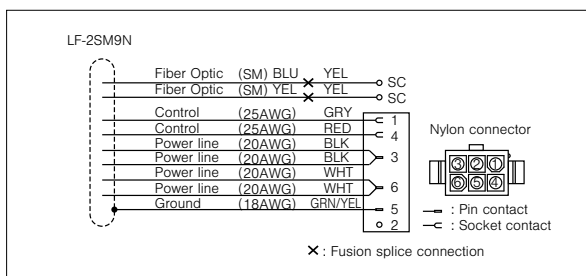 LF-2SM9N
Fiber Optic (SM) BLU YEL SC
Fiber Optic (SM) YEL YEL SC
Control (25AWG) GRY 1
Control (25AWG) RED 4
Power line (20AWG) BLK
Power line (20AWG) BLK 3
Power line (20AWG) WHT
Power line (20AWG) WHT 6
Ground (18AWG) GRN/YEL 5
2
Nylon connector
3 2 1
6 5 4
: Pin contact
: Socket contact
: Fusion splice connection